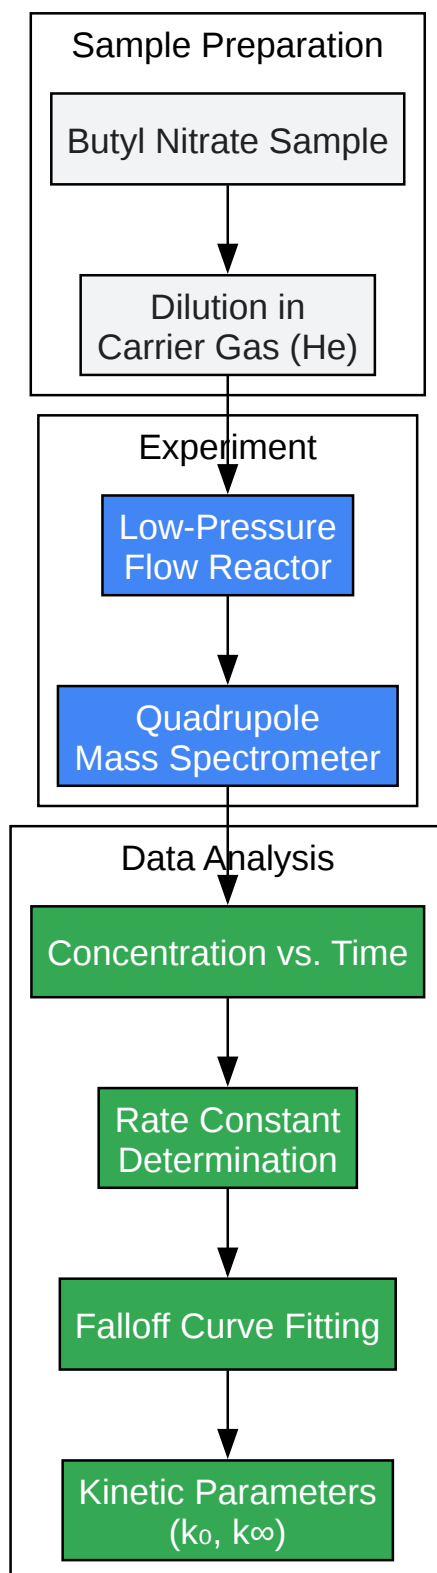 Sample Preparation
Butyl Nitrate Sample
Dilution in
Carrier Gas (He)
Experiment
Low-Pressure
Flow Reactor
Quadrupole
Mass Spectrometer
Data Analysis
Concentration vs. Time
Rate Constant
Determination
Falloff Curve Fitting
Kinetic Parameters
(k₀, k∞)